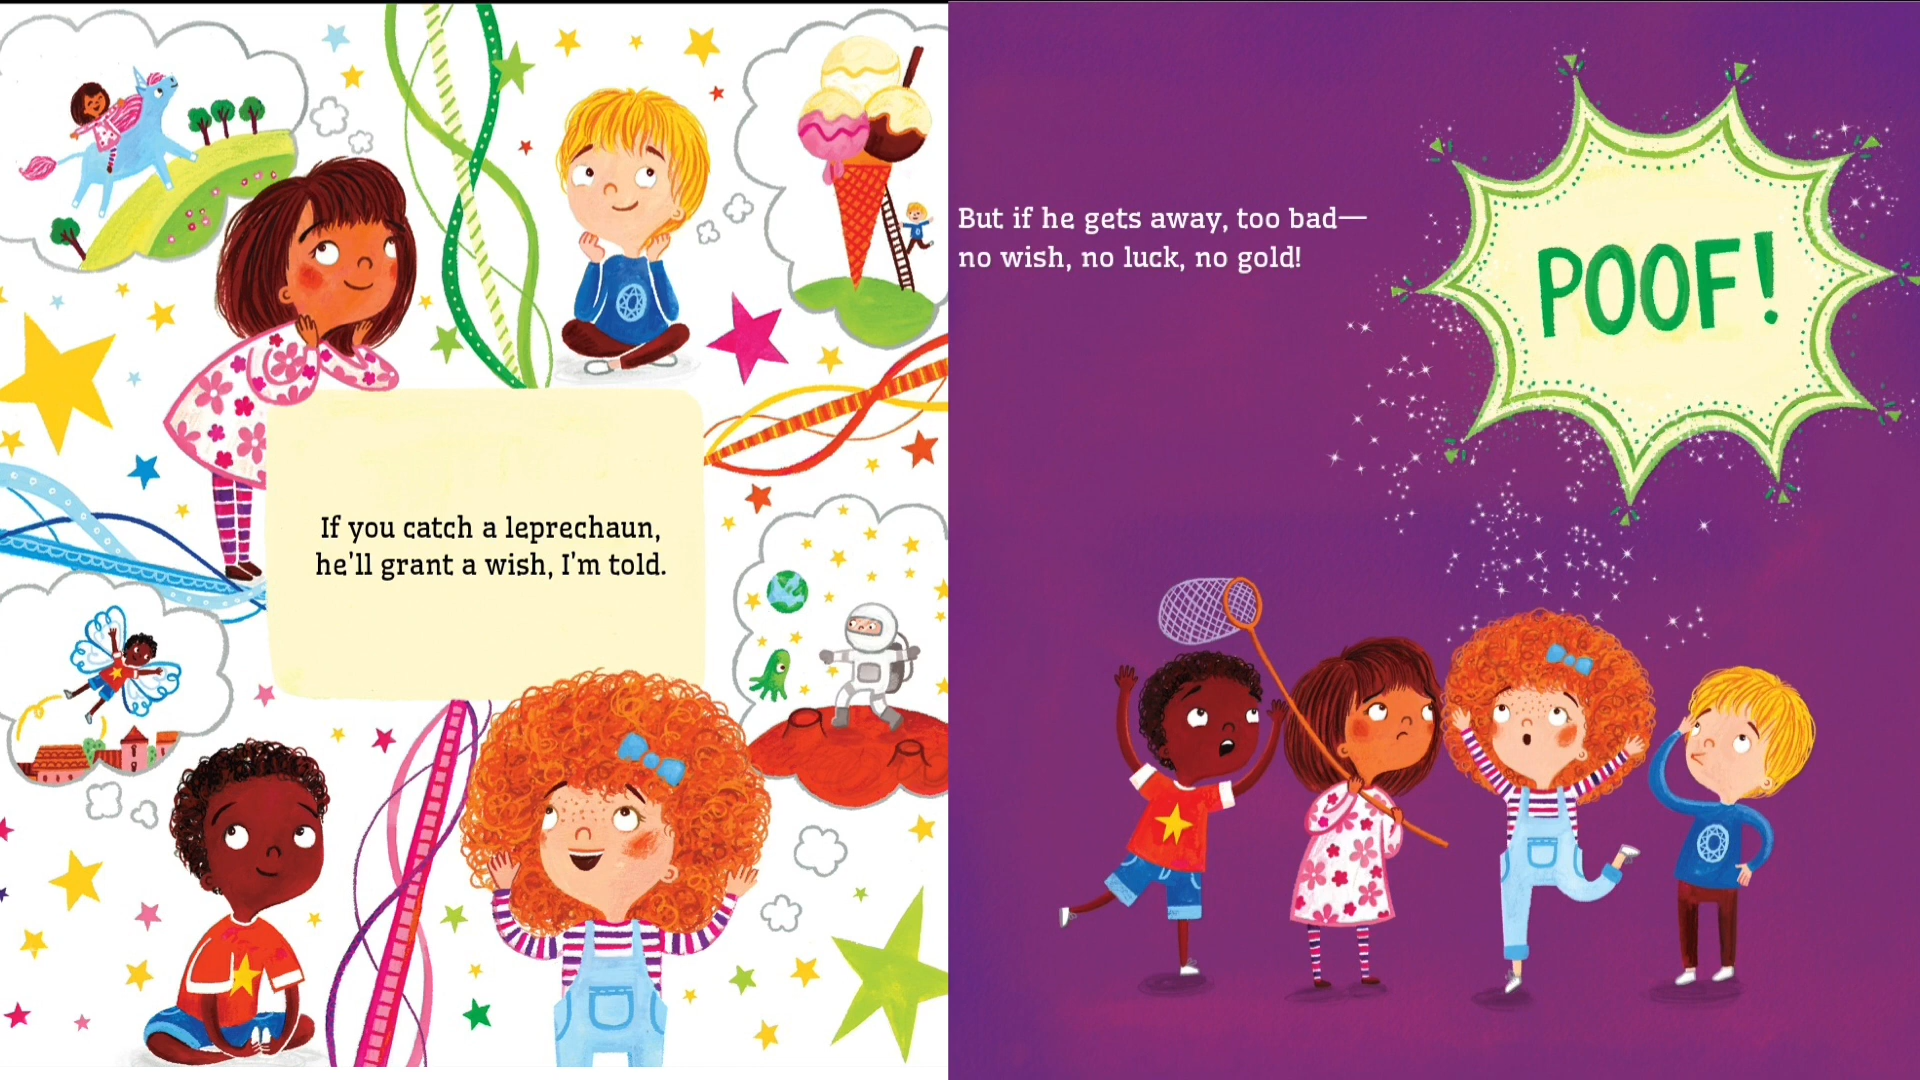 If you catch a leprechaun,
he'll grant a wish, I'm told.
But if he gets away, too bad—
no wish, no luck, no gold!
POOF!